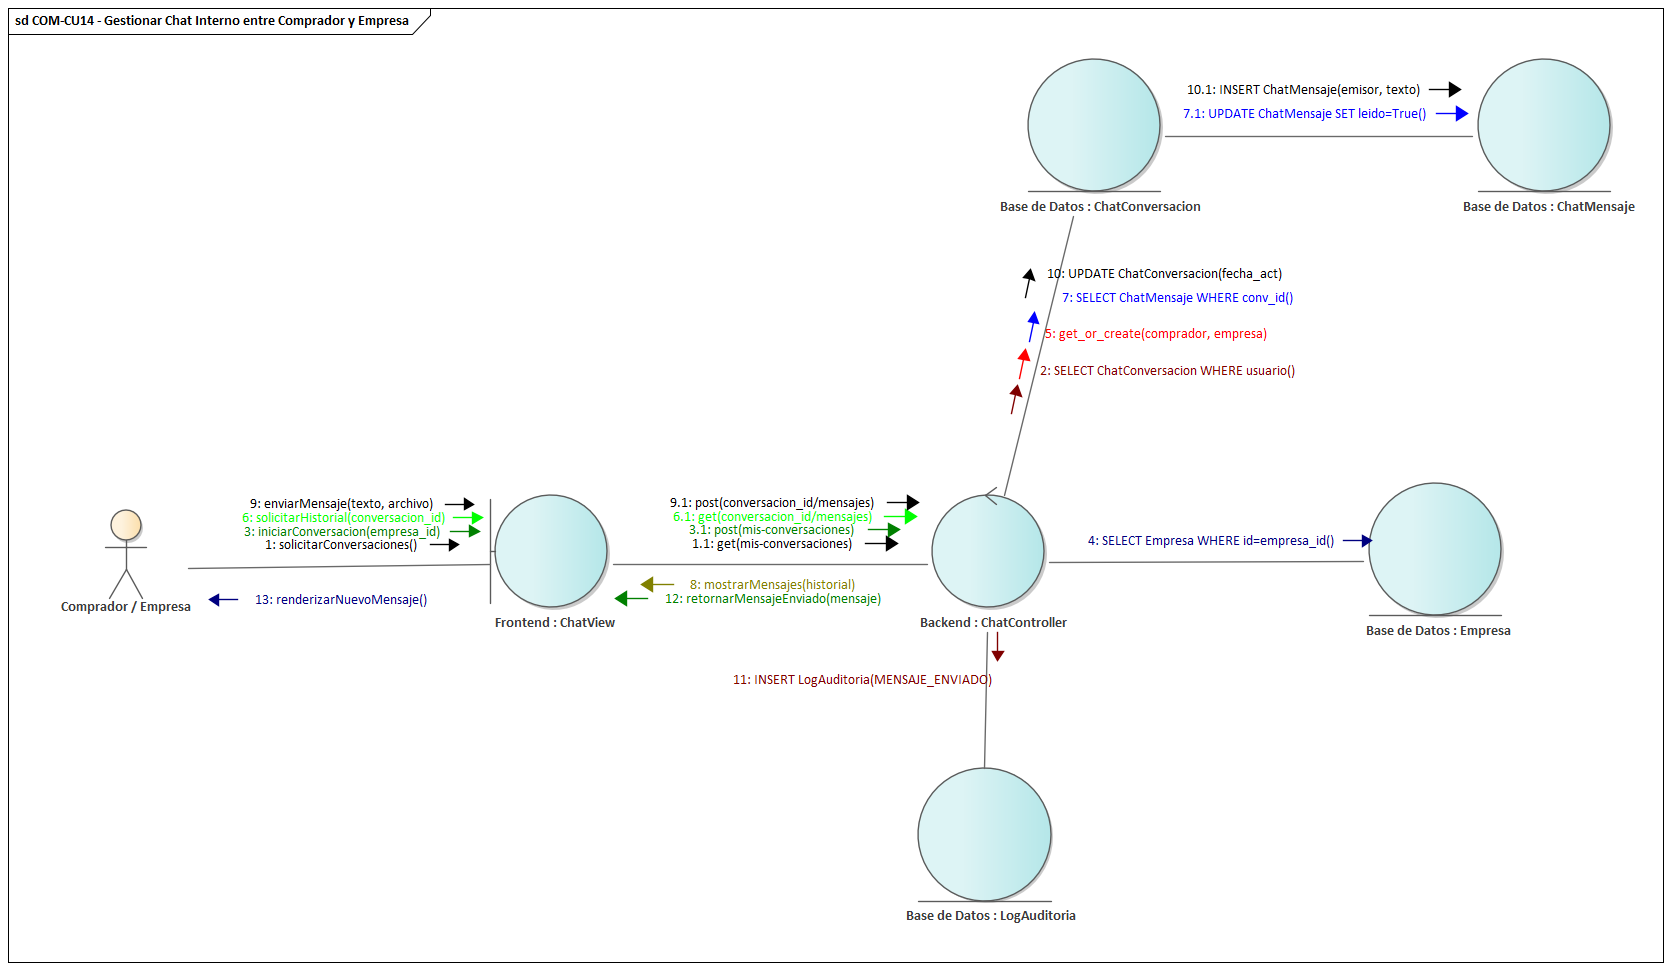 sd COM-CU14 - Gestionar Chat Interno entre Comprador y Empresa
10.1: INSERT ChatMensaje(emisor, texto)
7.1: UPDATE ChatMensaje SET leido=True()
Base de Datos : ChatConversacion
Base de Datos : ChatMensaje
10: UPDATE ChatConversacion(fecha_act)
7: SELECT ChatMensaje WHERE conv_id()
5: get_or_create(comprador, empresa)
2: SELECT ChatConversacion WHERE usuario()
9: enviarMensaje(texto, archivo)
6: solicitarHistorial(conversacion_id)
3: iniciarConversacion(empresa_id)
1: solicitarConversaciones()
9.1: post(conversacion_id/mensajes)
6.1: get(conversacion_id/mensajes)
3.1: post(mis-conversaciones)
1.1: get(mis-conversaciones)
4: SELECT Empresa WHERE id=empresa_id()
8: mostrarMensajes(historial)
12: retornarMensajeEnviado(mensaje)
13: renderizarNuevoMensaje()
Comprador / Empresa
Frontend : ChatView
Backend : ChatController
Base de Datos : Empresa
11: INSERT LogAuditoria(MENSAJE_ENVIADO)
Base de Datos : LogAuditoria